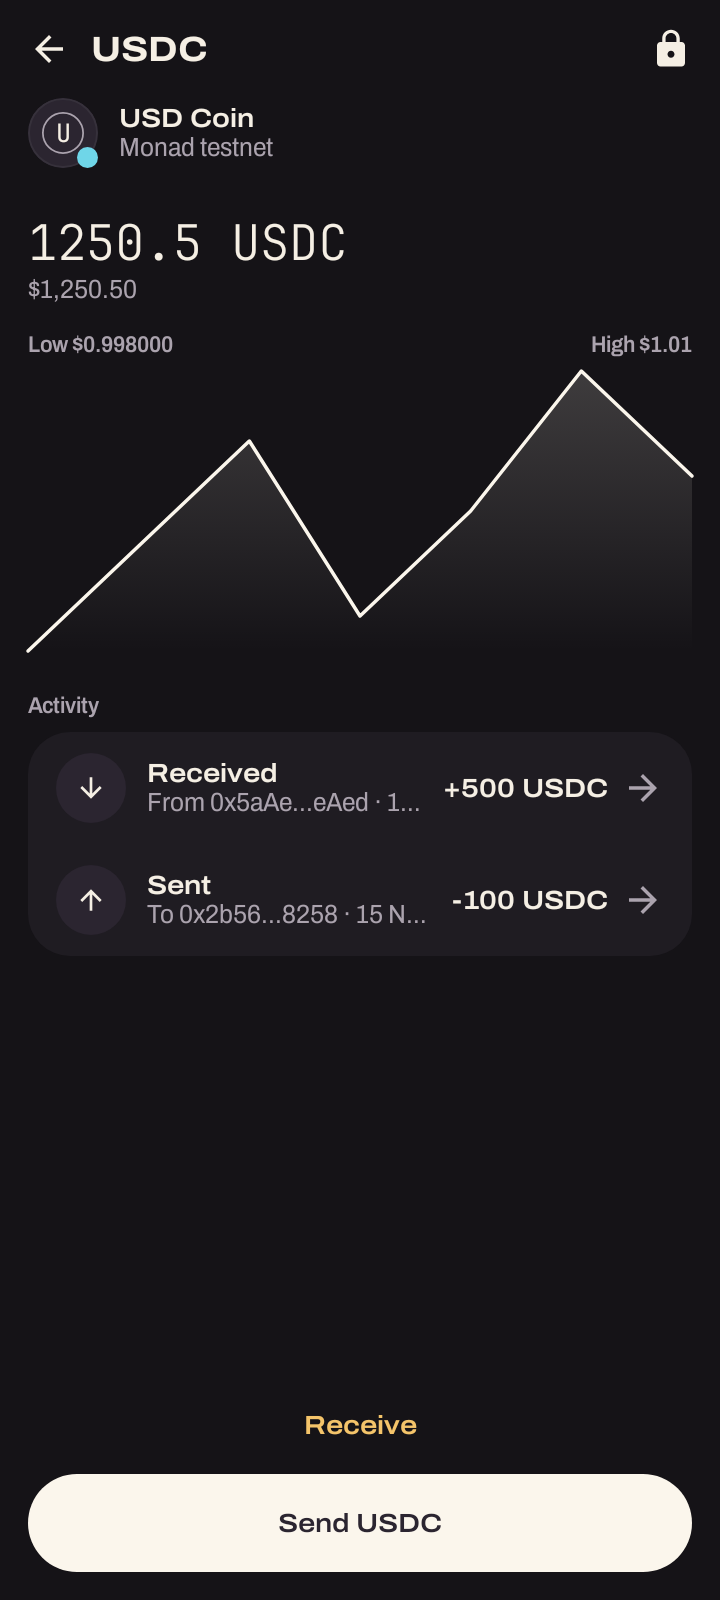 USDC
U
USD Coin
Monad testnet
1250.5 USDC
$1,250.50
Low $0.998000
High $1.01
Activity
Received
From 0x5aAe...eAed · 1...
+500 USDC
Sent
To 0x2b56...8258 · 15 N...
-100 USDC
Receive
Send USDC